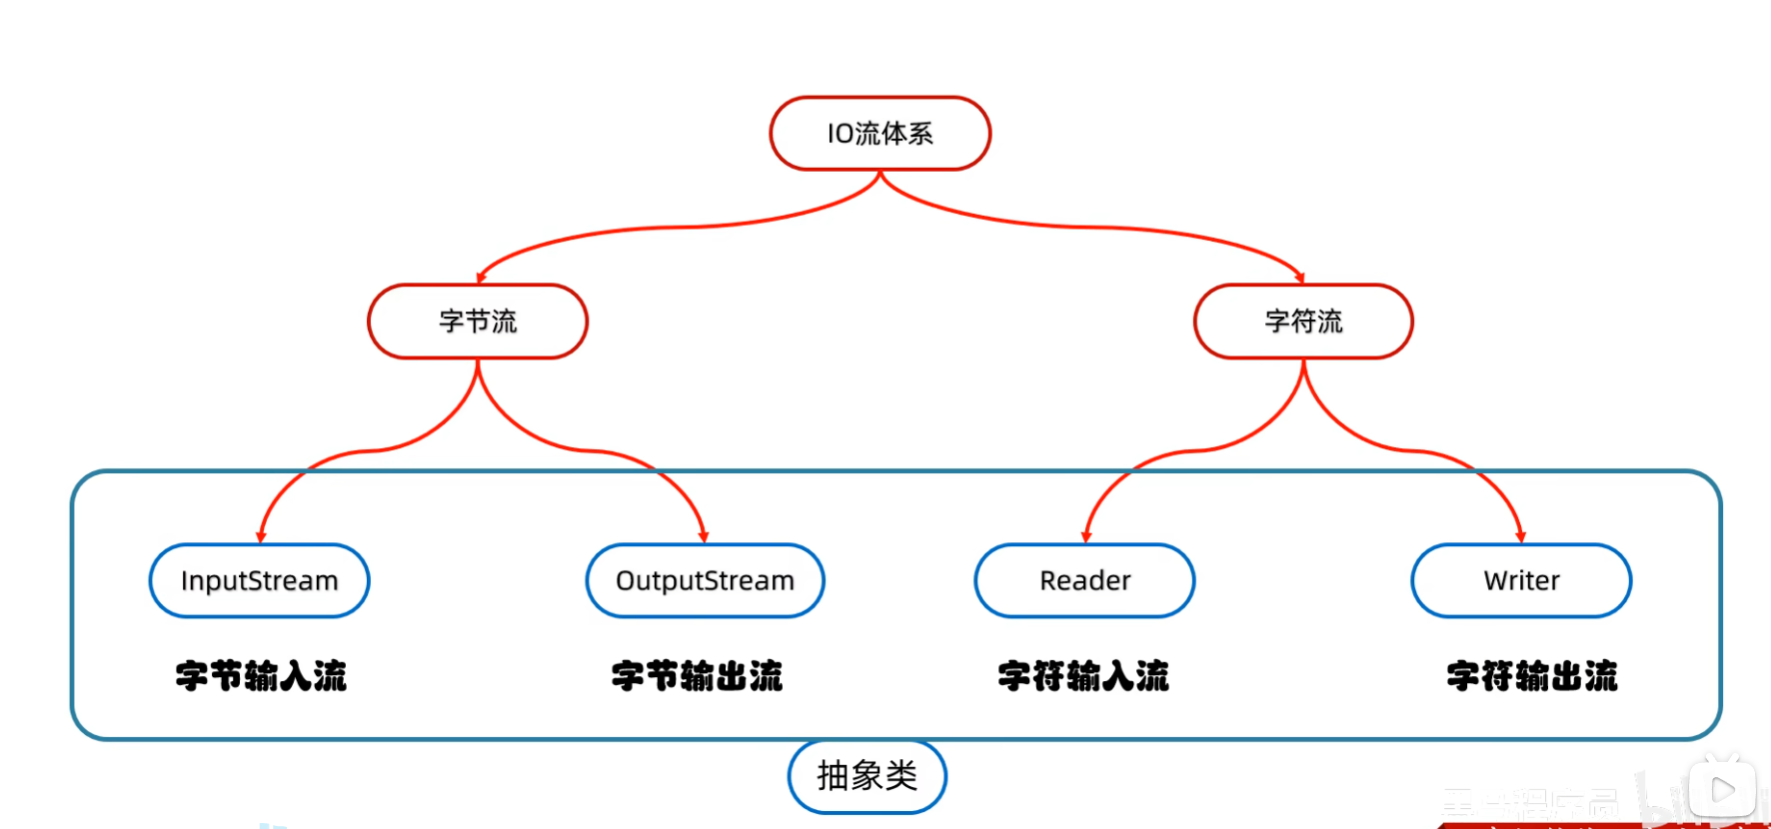 IO流体系
字节流
字符流
InputStream
OutputStream
Reader
Writer
字节输入流
字节输出流
字符输入流
字符输出流
抽象类